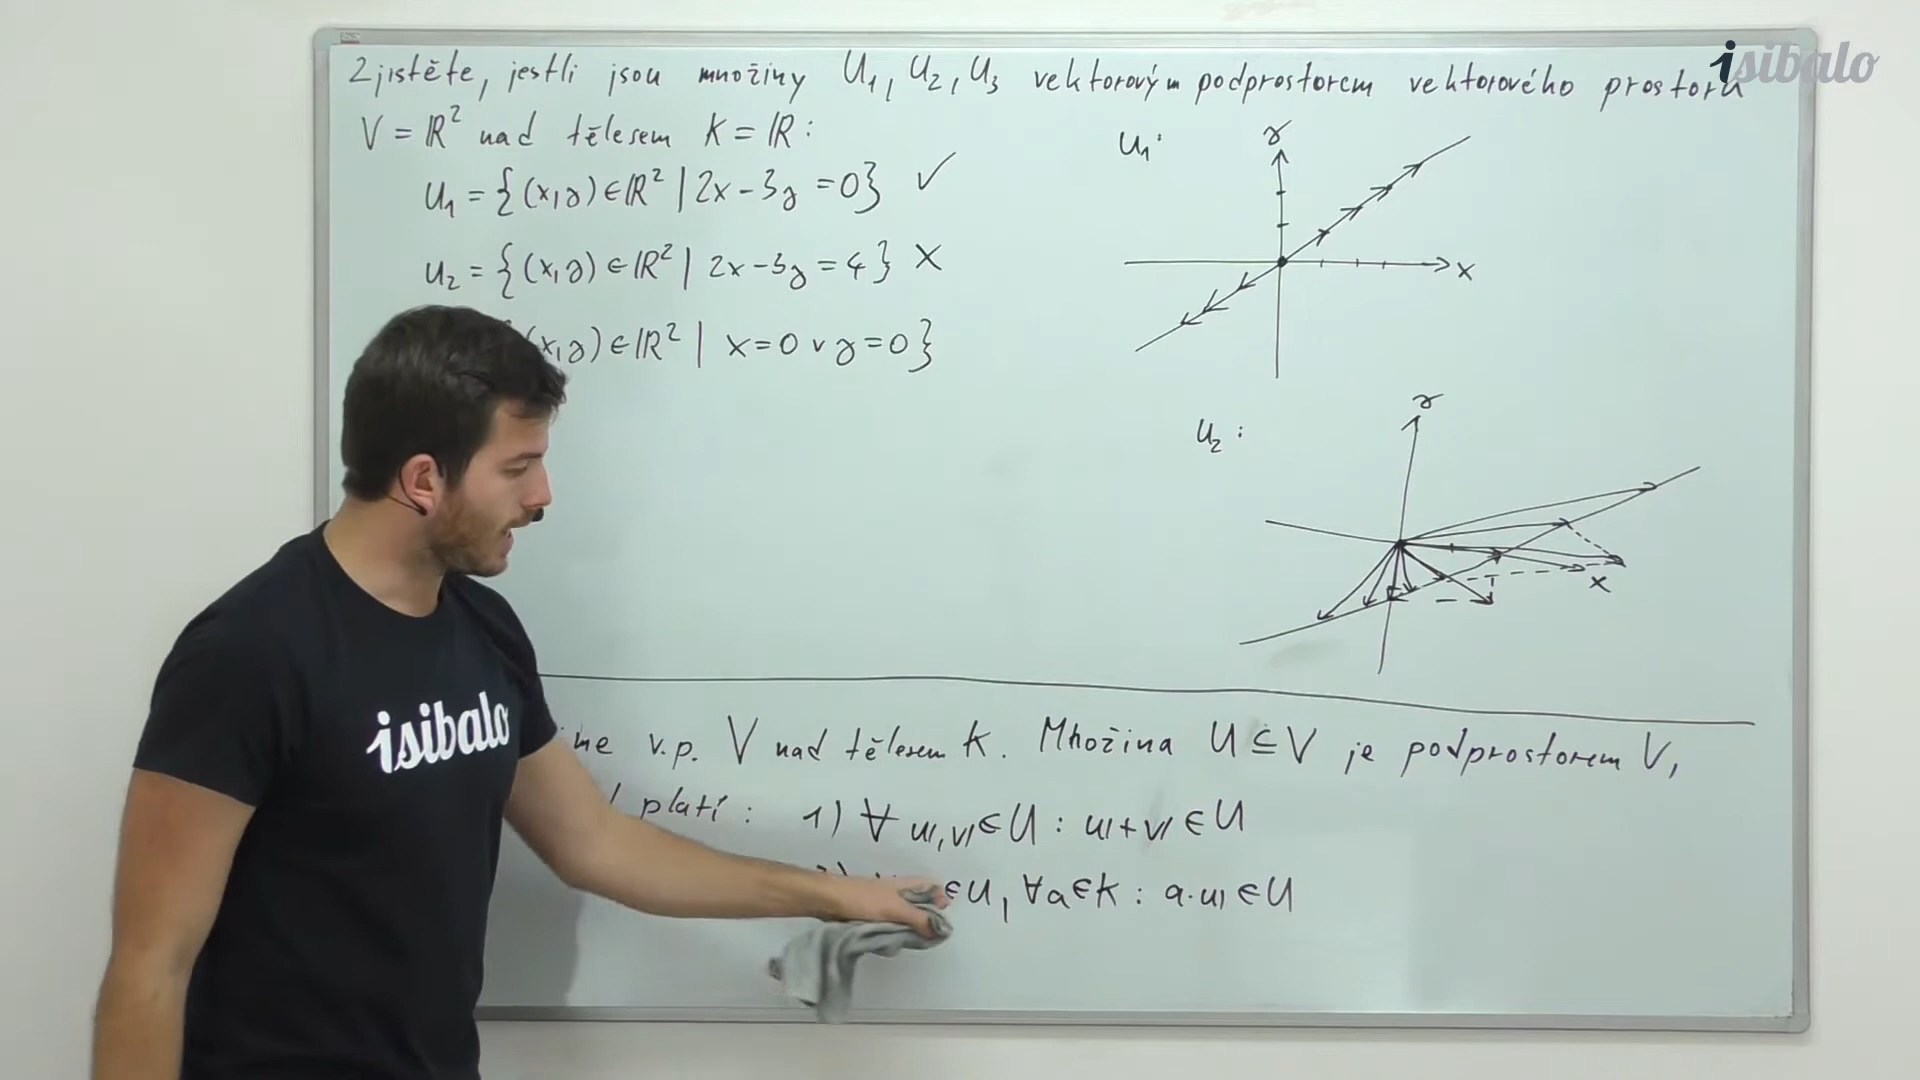 Zjistěte, jestli jsou množiny U₁, U₂, U₃ vektorovým podprostorem vektorového prostoru
V = ℝ² nad tělesem K = ℝ:
U₁ = {(x,y) ∈ ℝ² | 2x - 3y = 0} ✓
U₂ = {(x,y) ∈ ℝ² | 2x - 3y = 4} X
(x,y) ∈ ℝ² | x = 0 ∨ y = 0}
U₁:
y
x
U₂:
y
x
v.p. V nad tělesem K. Množina U ⊆ V je podprostorem V,
platí: 1) ∀ u, v ∈ U : u + v ∈ U
∈ U, ∀a ∈ K : a·u ∈ U
isibalo
isibalo